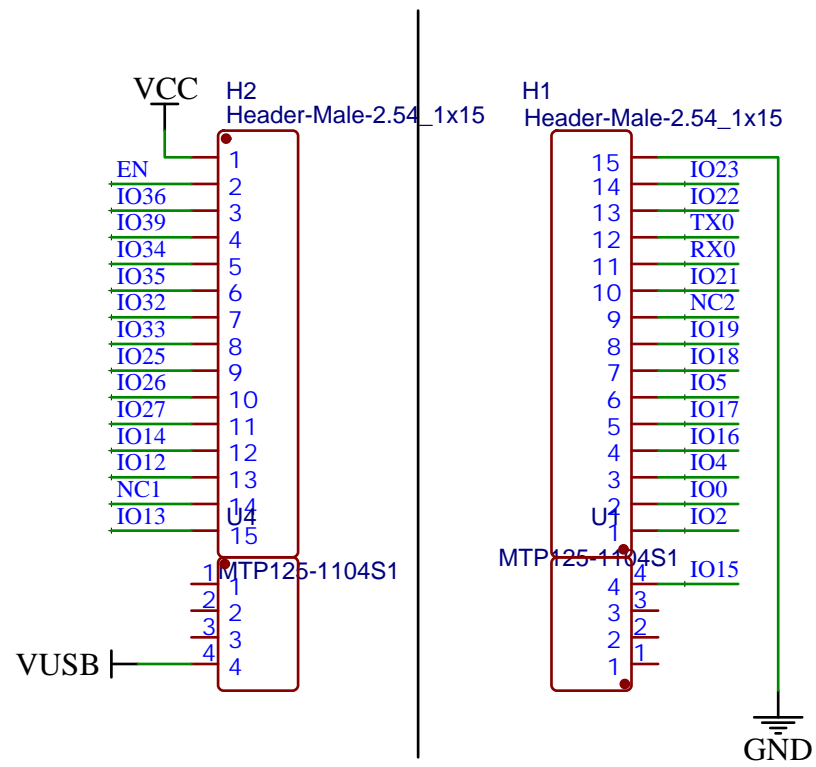 VCC
H2
Header-Male-2.54_1x15
1
EN 2
IO36 3
IO39 4
IO34 5
IO35 6
IO32 7
IO33 8
IO25 9
IO26 10
IO27 11
IO14 12
IO12 13
NC1 14
IO13 15
U4
MTP125-1104S1
1 1
2 2
3 3
VUSB 4 4
H1
Header-Male-2.54_1x15
15
14 IO23
13 IO22
12 TX0
11 RX0
10 IO21
9 NC2
8 IO19
7 IO18
6 IO5
5 IO17
4 IO16
3 IO4
2 IO0
1 IO2
U1
MTP125-1104S1
4 4 IO15
3 3
2 2
1 1
GND